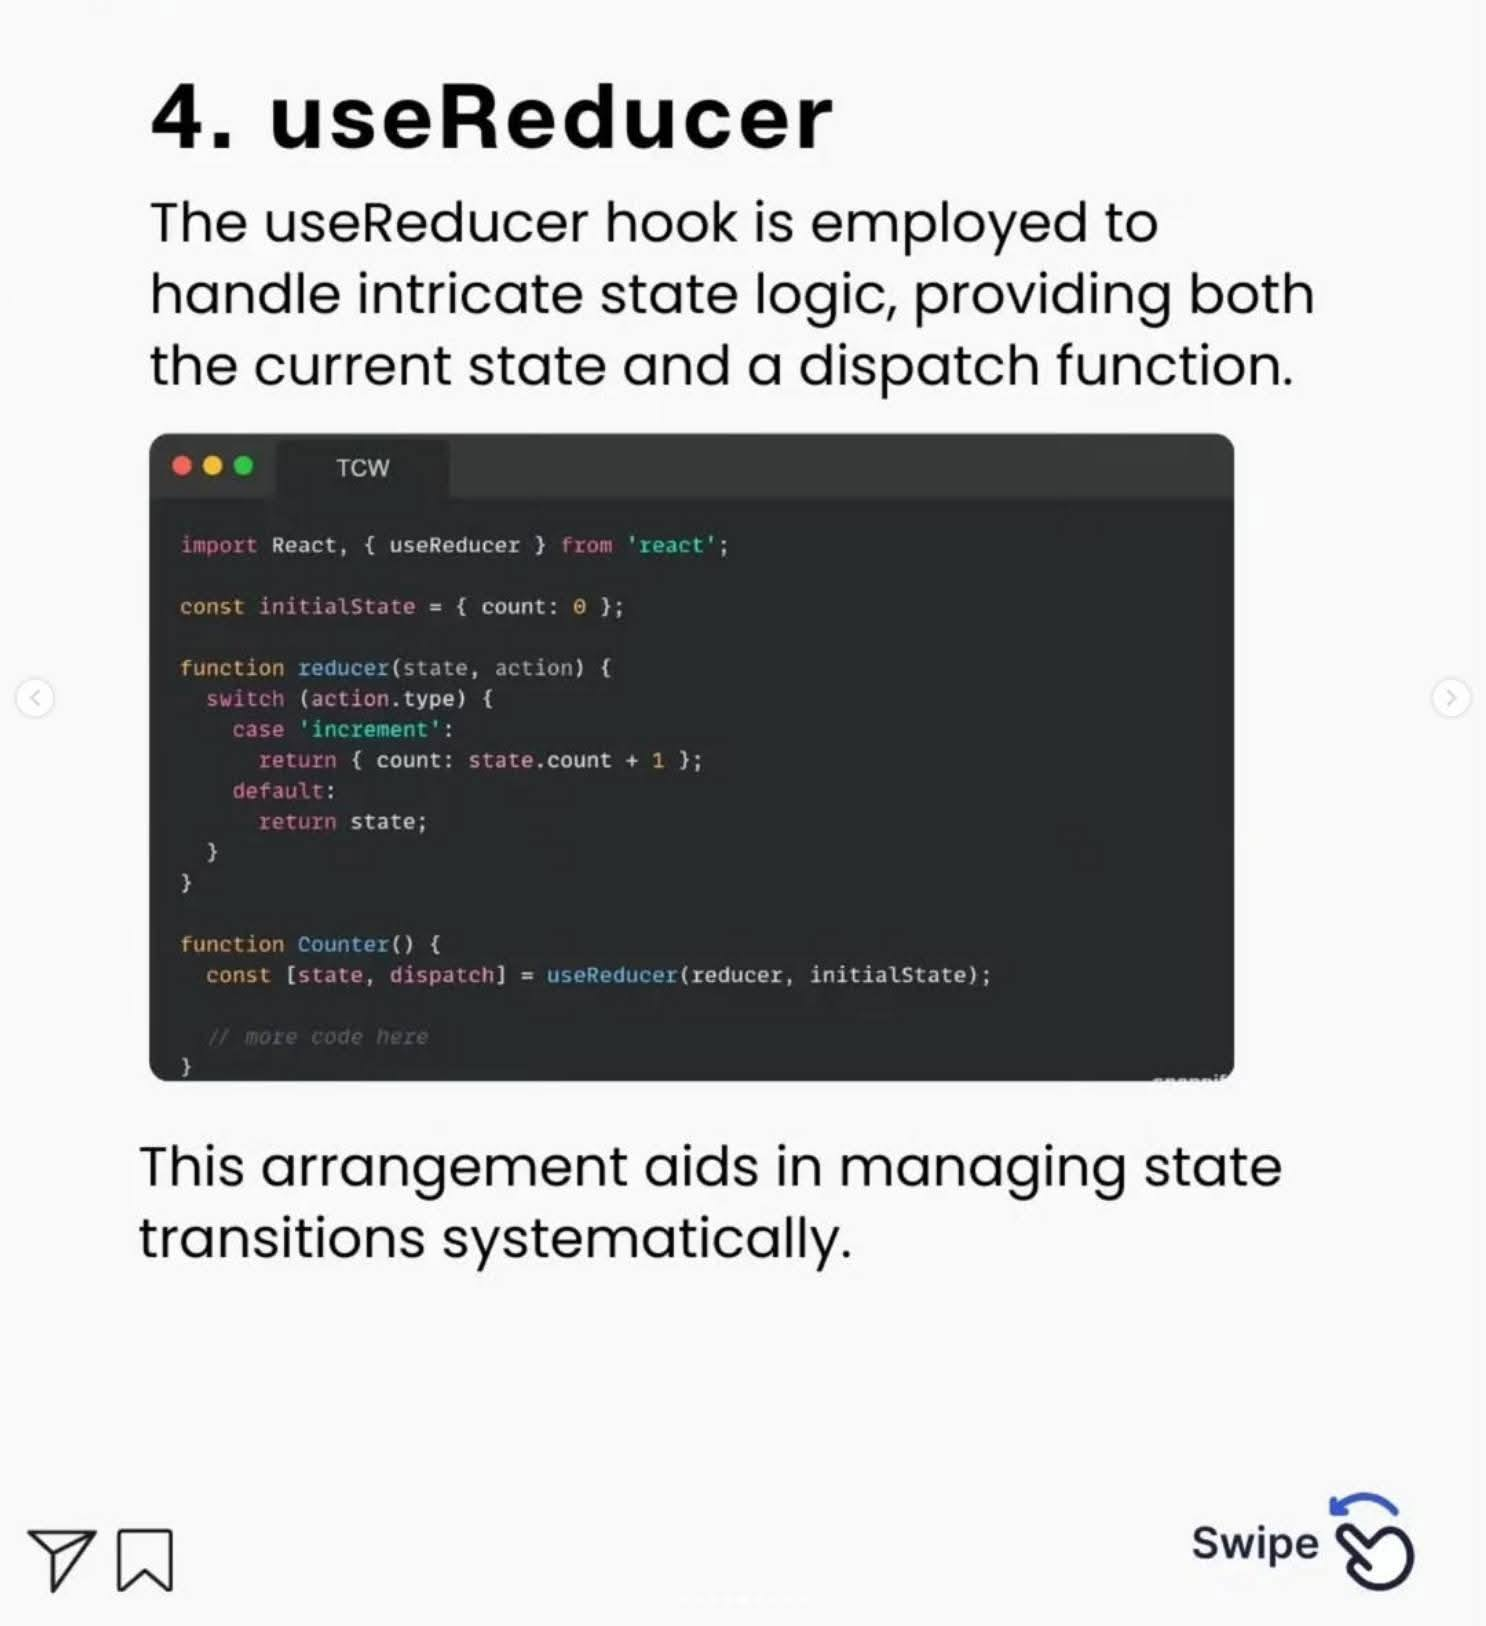 4. useReducer
The useReducer hook is employed to
handle intricate state logic, providing both
the current state and a dispatch function.
TCW
import React, { useReducer } from 'react';
const initialState = { count: 0 };
function reducer(state, action) {
  switch (action.type) {
    case 'increment':
      return { count: state.count + 1 };
    default:
      return state;
  }
}
function Counter() {
  const [state, dispatch] = useReducer(reducer, initialState);
  // more code here
}
This arrangement aids in managing state
transitions systematically.
Swipe